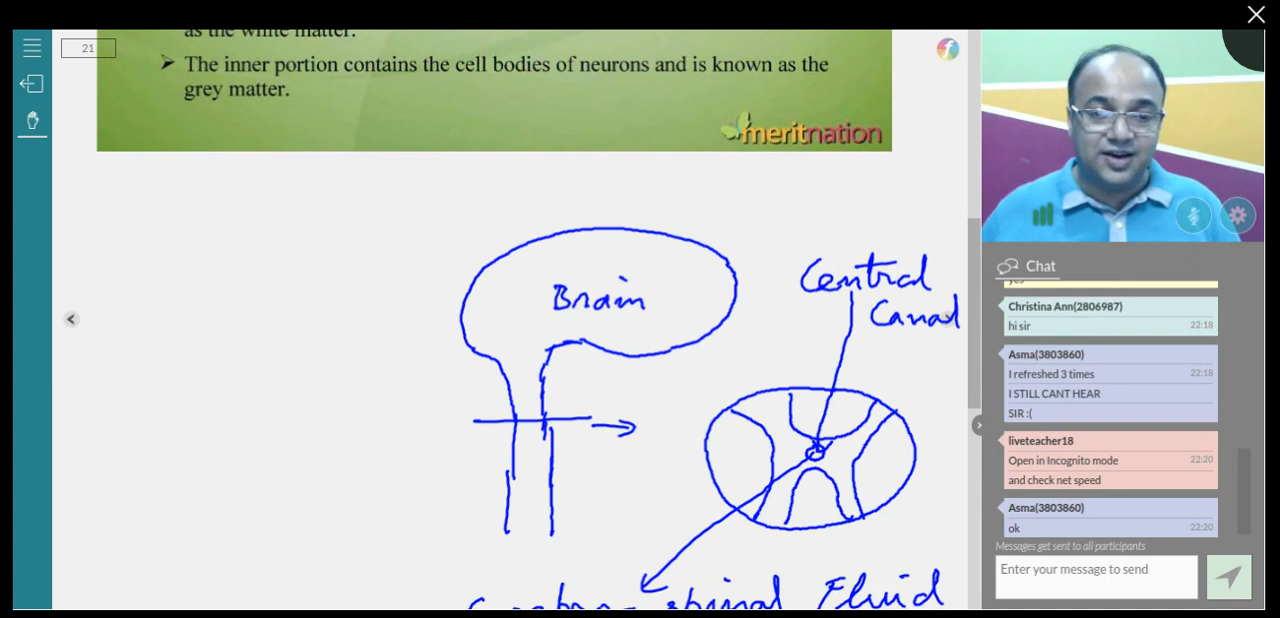 21
as the white matter.
➤ The inner portion contains the cell bodies of neurons and is known as the
grey matter.
meritnation
Brain
Central
Canal
spinal Fluid
Chat
yes
Christina Ann(2806987)
hi sir 22:18
Asma(3803860)
I refreshed 3 times 22:18
I STILL CANT HEAR
SIR :(
liveteacher18
Open in Incognito mode 22:20
and check net speed
Asma(3803860)
ok 22:20
Messages get sent to all participants
Enter your message to send